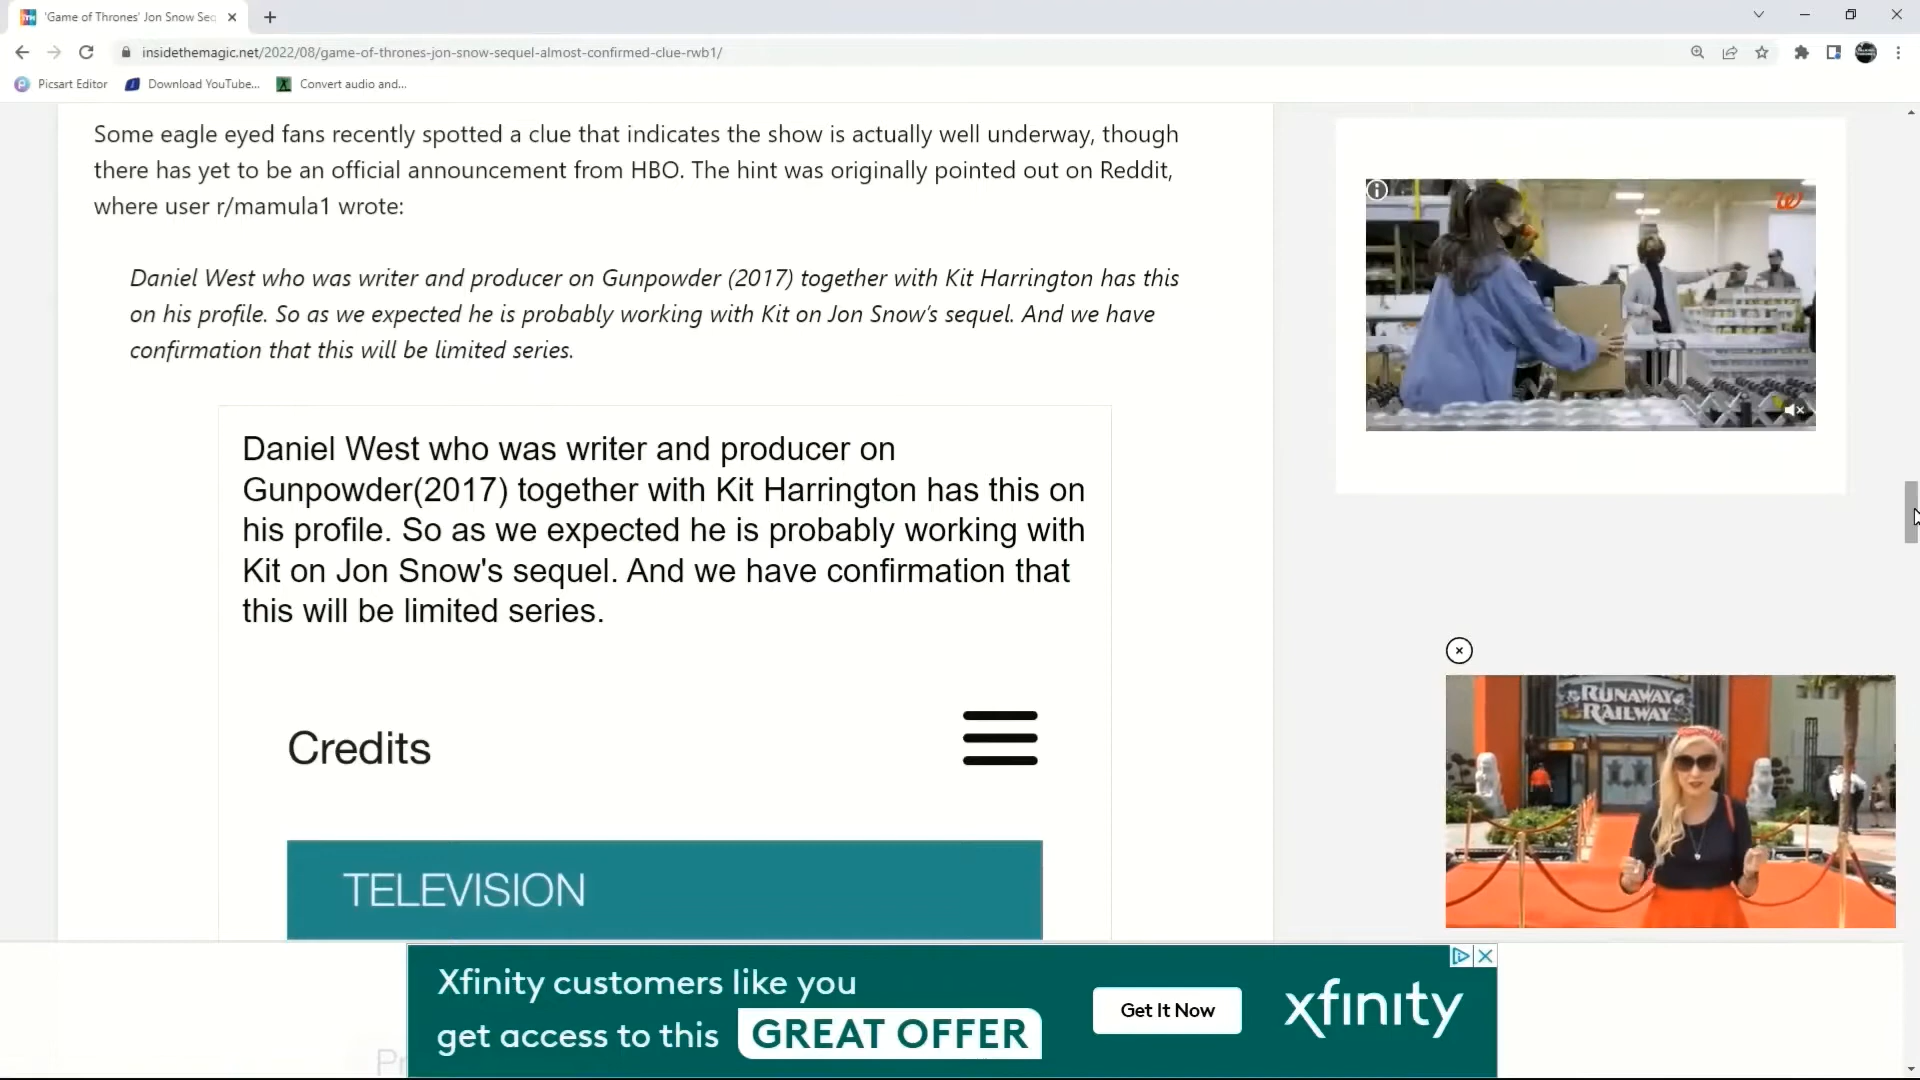 'Game of Thrones' Jon Snow Seq
insidethemagic.net/2022/08/game-of-thrones-jon-snow-sequel-almost-confirmed-clue-rwb1/
Picsart Editor
Download YouTube...
Convert audio and...
Some eagle eyed fans recently spotted a clue that indicates the show is actually well underway, though
there has yet to be an official announcement from HBO. The hint was originally pointed out on Reddit,
where user r/mamula1 wrote:
Daniel West who was writer and producer on Gunpowder (2017) together with Kit Harrington has this
on his profile. So as we expected he is probably working with Kit on Jon Snow’s sequel. And we have
confirmation that this will be limited series.
Daniel West who was writer and producer on
Gunpowder(2017) together with Kit Harrington has this on
his profile. So as we expected he is probably working with
Kit on Jon Snow's sequel. And we have confirmation that
this will be limited series.
Credits
TELEVISION
RUNAWAY
RAILWAY
Xfinity customers like you
get access to this GREAT OFFER
Get It Now
xfinity